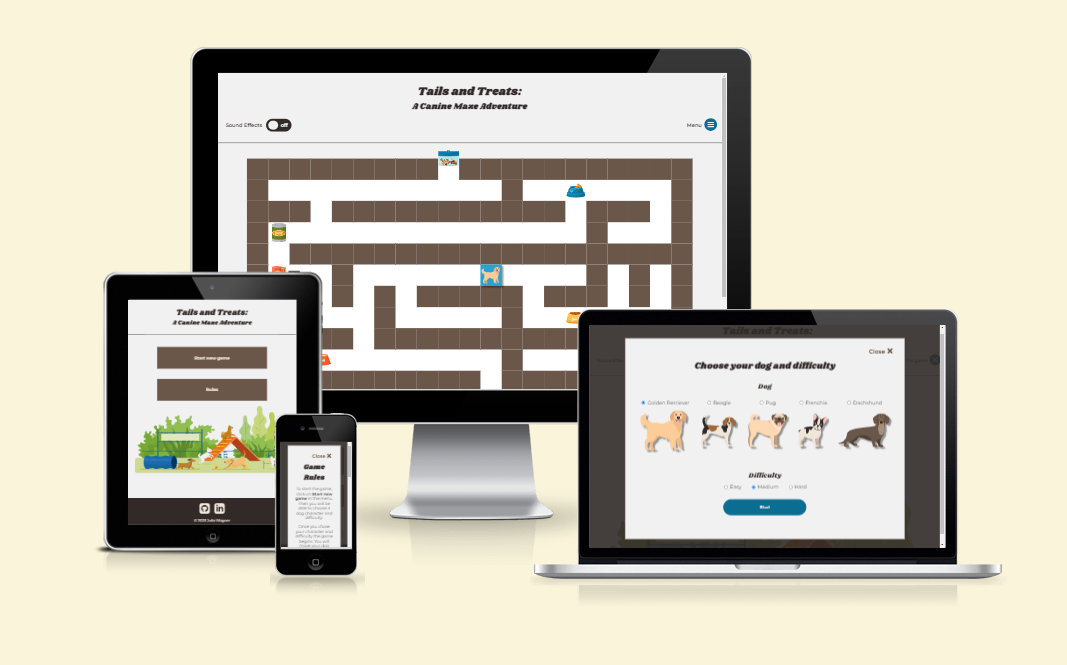 Tails and Treats:
A Canine Maze Adventure
Sound Effects
off
Menu
Tails and Treats:
A Canine Maze Adventure
Start new game
Rules
Close X
Game
Rules
To start the game,
click on Start new
game in the menu.
Then you will be
able to choose a
dog character and
difficulty.
Once you chose
your character and
difficulty the game
begins. You will
Tails and Treats:
Close X
Choose your dog and difficulty
Dog
Golden Retriever
Beagle
Pug
Frenchie
Dachshund
Difficulty
Easy
Medium
Hard
Start